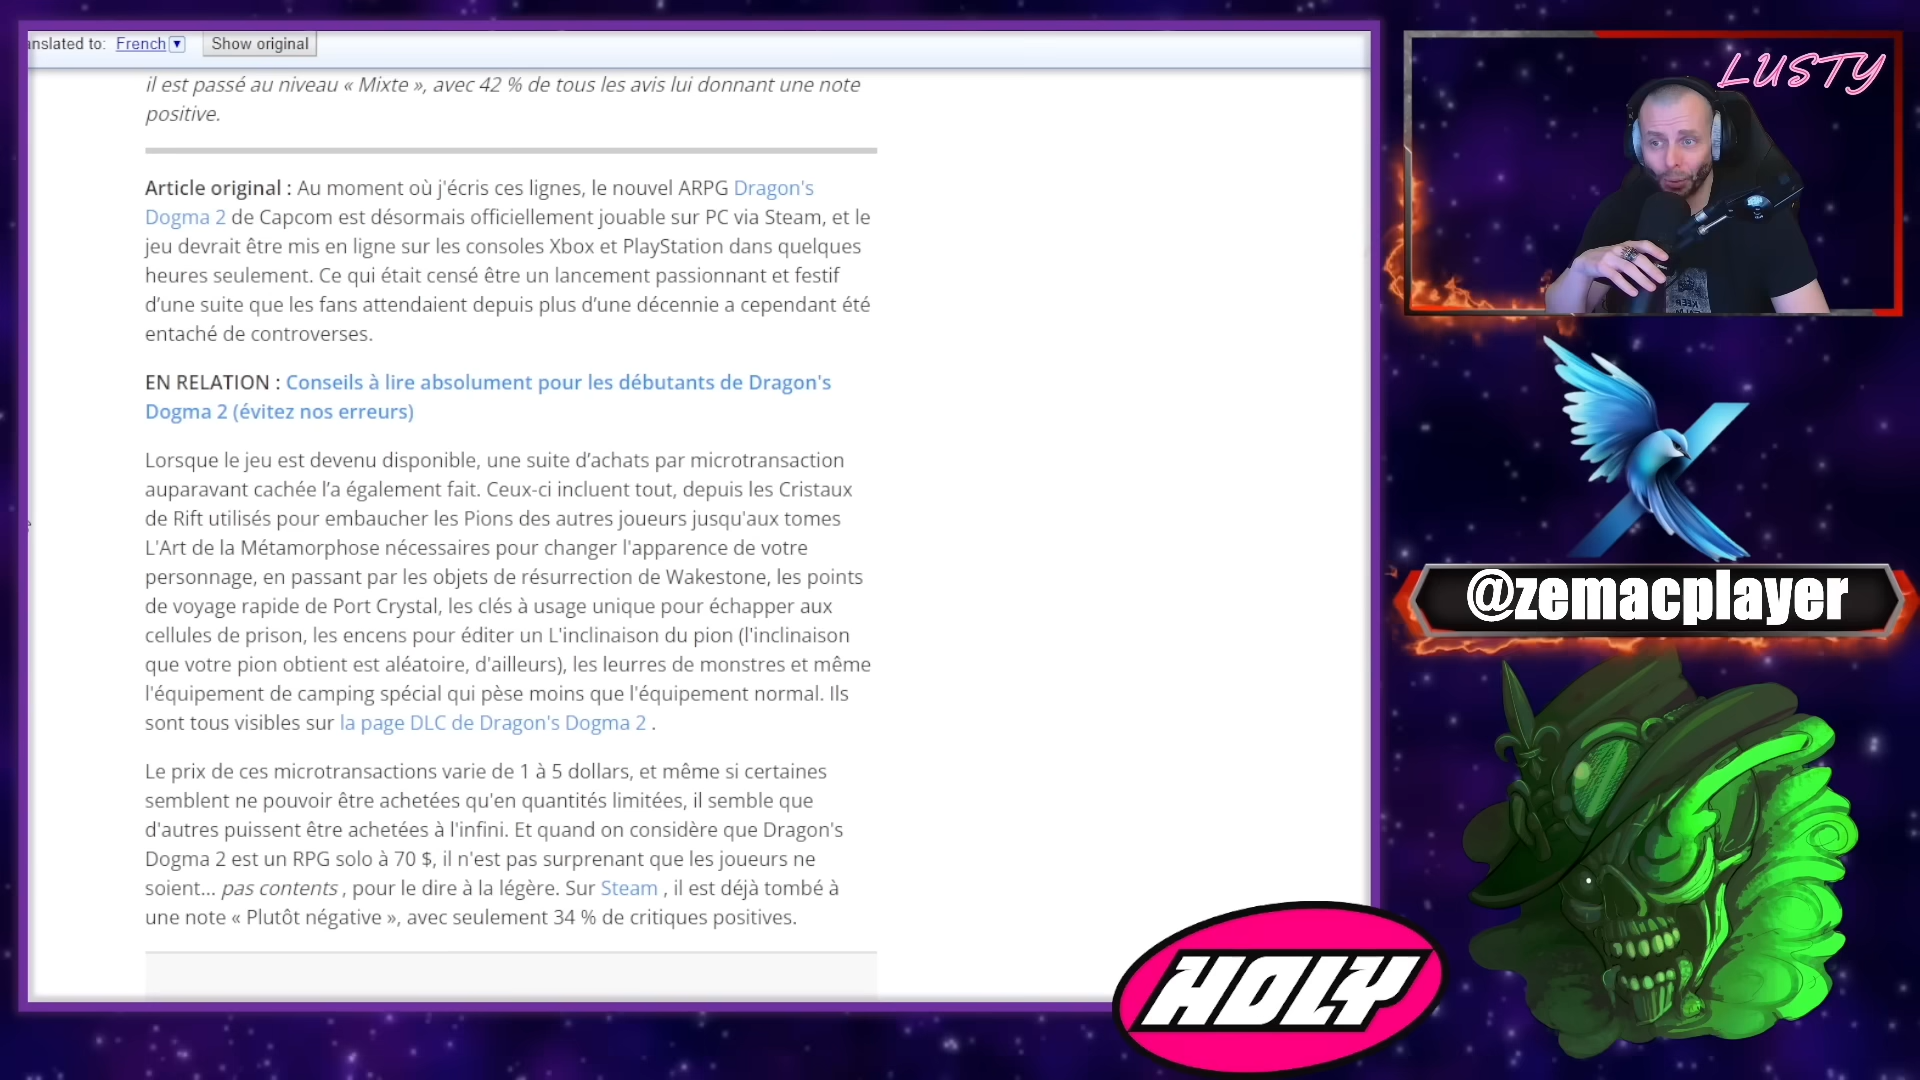 anslated to: French Show original
il est passé au niveau « Mixte », avec 42 % de tous les avis lui donnant une note
positive.
Article original : Au moment où j'écris ces lignes, le nouvel ARPG Dragon's
Dogma 2 de Capcom est désormais officiellement jouable sur PC via Steam, et le
jeu devrait être mis en ligne sur les consoles Xbox et PlayStation dans quelques
heures seulement. Ce qui était censé être un lancement passionnant et festif
d’une suite que les fans attendaient depuis plus d’une décennie a cependant été
entaché de controverses.
EN RELATION : Conseils à lire absolument pour les débutants de Dragon's
Dogma 2 (évitez nos erreurs)
Lorsque le jeu est devenu disponible, une suite d’achats par microtransaction
auparavant cachée l’a également fait. Ceux-ci incluent tout, depuis les Cristaux
de Rift utilisés pour embaucher les Pions des autres joueurs jusqu'aux tomes
L'Art de la Métamorphose nécessaires pour changer l'apparence de votre
personnage, en passant par les objets de résurrection de Wakestone, les points
de voyage rapide de Port Crystal, les clés à usage unique pour échapper aux
cellules de prison, les encens pour éditer un L'inclinaison du pion (l'inclinaison
que votre pion obtient est aléatoire, d'ailleurs), les leurres de monstres et même
l'équipement de camping spécial qui pèse moins que l'équipement normal. Ils
sont tous visibles sur la page DLC de Dragon's Dogma 2 .
Le prix de ces microtransactions varie de 1 à 5 dollars, et même si certaines
semblent ne pouvoir être achetées qu'en quantités limitées, il semble que
d'autres puissent être achetées à l'infini. Et quand on considère que Dragon's
Dogma 2 est un RPG solo à 70 $, il n'est pas surprenant que les joueurs ne
soient... pas contents , pour le dire à la légère. Sur Steam , il est déjà tombé à
une note « Plutôt négative », avec seulement 34 % de critiques positives.
LUSTY
@zemacplayer
HOLY